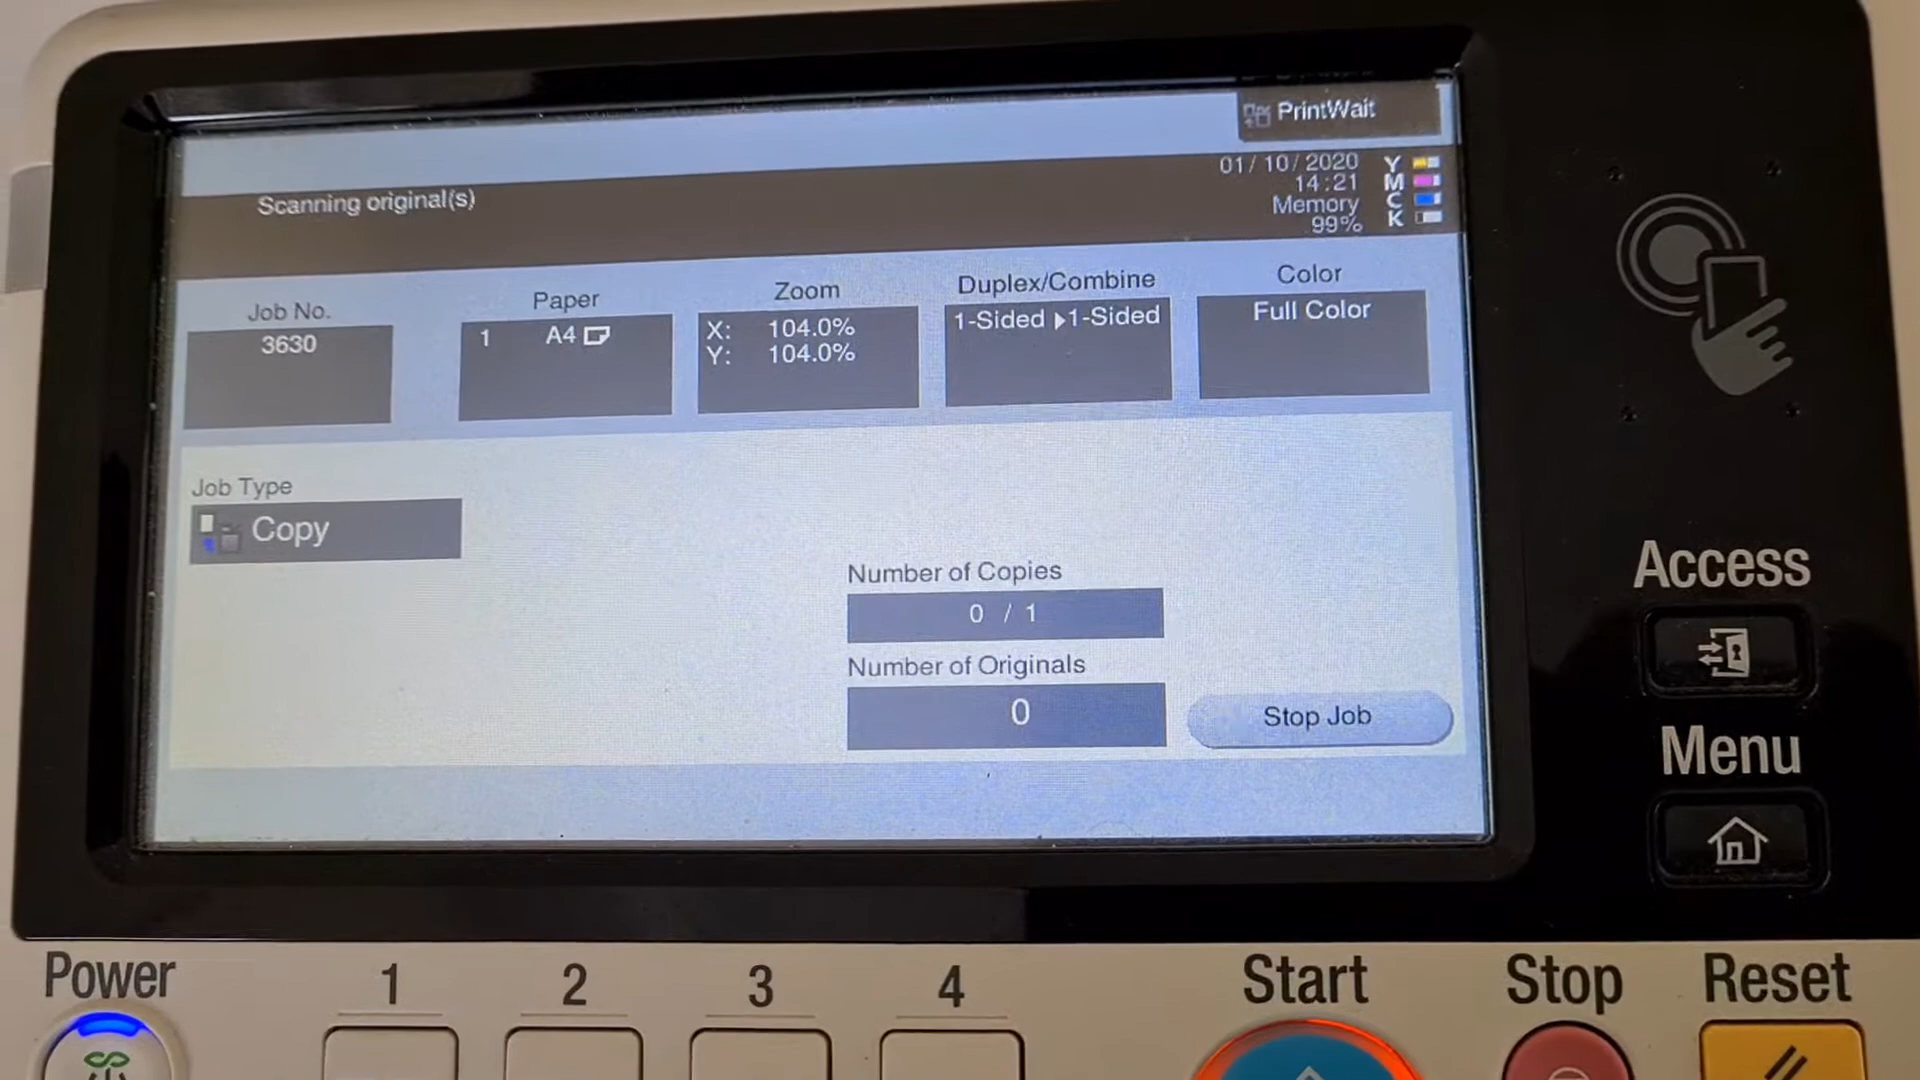 PrintWait
Scanning original(s)
01/10/2020
14:21
Memory
99%
Y
M
C
K
Job No.
3630
Paper
1 A4
Zoom
X: 104.0%
Y: 104.0%
Duplex/Combine
1-Sided ▶1-Sided
Color
Full Color
Job Type
Copy
Number of Copies
0 / 1
Number of Originals
0
Stop Job
Access
Menu
Power
1
2
3
4
Start
Stop
Reset